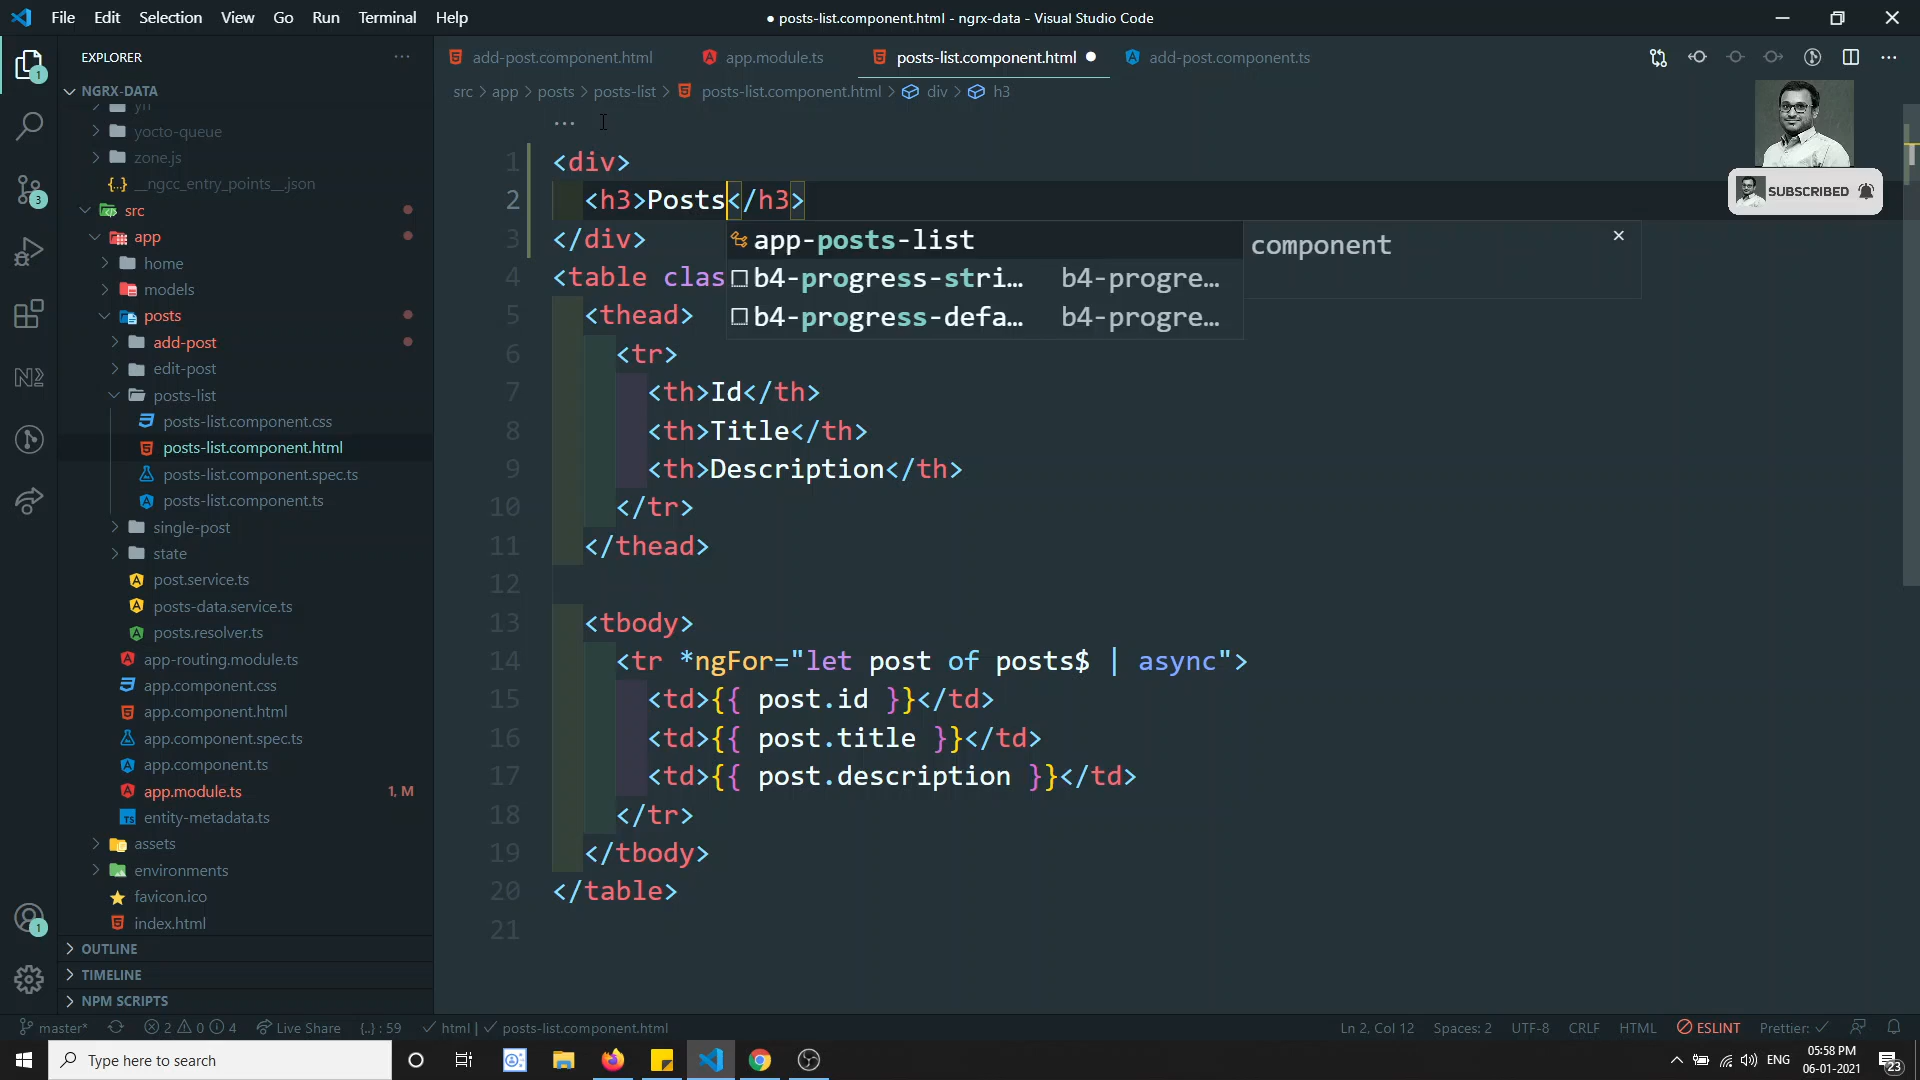 File Edit Selection View Go Run Terminal Help
● posts-list.component.html - ngrx-data - Visual Studio Code
EXPLORER ···
add-post.component.html app.module.ts posts-list.component.html add-post.component.ts ···
NGRX-DATA
src > app > posts > posts-list > posts-list.component.html > div > h3
yocto-queue
zone.js
__ngcc_entry_points__.json
src
app
home
models
posts
add-post
edit-post
posts-list
posts-list.component.css
posts-list.component.html
posts-list.component.spec.ts
posts-list.component.ts
single-post
state
post.service.ts
posts-data.service.ts
posts.resolver.ts
app-routing.module.ts
app.component.css
app.component.html
app.component.spec.ts
app.component.ts
app.module.ts 1, M
entity-metadata.ts
assets
environments
favicon.ico
index.html
OUTLINE
TIMELINE
NPM SCRIPTS
1
3
1
···
1 <div>
2 <h3>Posts</h3>
3 </div>
4 <table clas
5 <thead>
6 <tr>
7 <th>Id</th>
8 <th>Title</th>
9 <th>Description</th>
10 </tr>
11 </thead>
12
13 <tbody>
14 <tr *ngFor="let post of posts$ | async">
15 <td>{{ post.id }}</td>
16 <td>{{ post.title }}</td>
17 <td>{{ post.description }}</td>
18 </tr>
19 </tbody>
20 </table>
21
app-posts-list
b4-progress-stri... b4-progre...
b4-progress-defa... b4-progre...
component
SUBSCRIBED
master* 2 0 4 Live Share {..} : 59 html | posts-list.component.html
Ln 2, Col 12 Spaces: 2 UTF-8 CRLF HTML ESLINT Prettier:
Type here to search
ENG
05:58 PM
06-01-2021
23